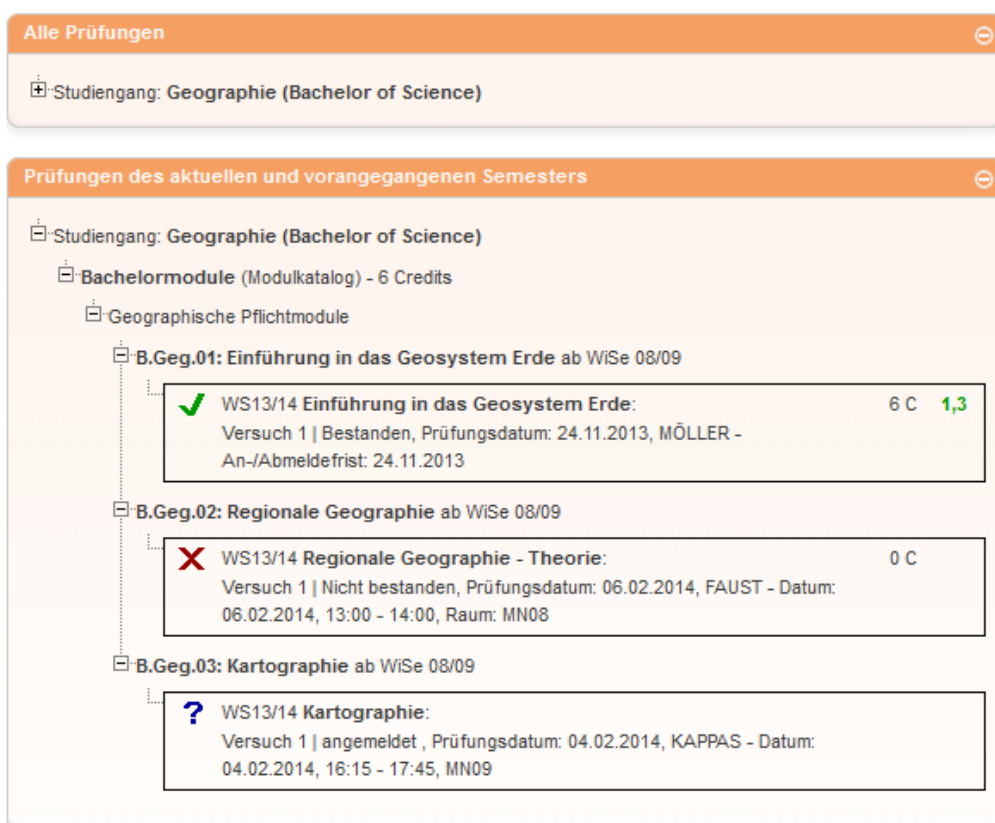 Alle Prüfungen
Studiengang: Geographie (Bachelor of Science)
Prüfungen des aktuellen und vorangegangenen Semesters
Studiengang: Geographie (Bachelor of Science)
Bachelormodule (Modulkatalog) - 6 Credits
Geographische Pflichtmodule
B.Geg.01: Einführung in das Geosystem Erde ab WiSe 08/09
WS13/14 Einführung in das Geosystem Erde: 6 C 1,3
Versuch 1 | Bestanden, Prüfungsdatum: 24.11.2013, MÖLLER -
An-/Abmeldefrist: 24.11.2013
B.Geg.02: Regionale Geographie ab WiSe 08/09
WS13/14 Regionale Geographie - Theorie: 0 C
Versuch 1 | Nicht bestanden, Prüfungsdatum: 06.02.2014, FAUST - Datum:
06.02.2014, 13:00 - 14:00, Raum: MN08
B.Geg.03: Kartographie ab WiSe 08/09
? WS13/14 Kartographie:
Versuch 1 | angemeldet , Prüfungsdatum: 04.02.2014, KAPPAS - Datum:
04.02.2014, 16:15 - 17:45, MN09